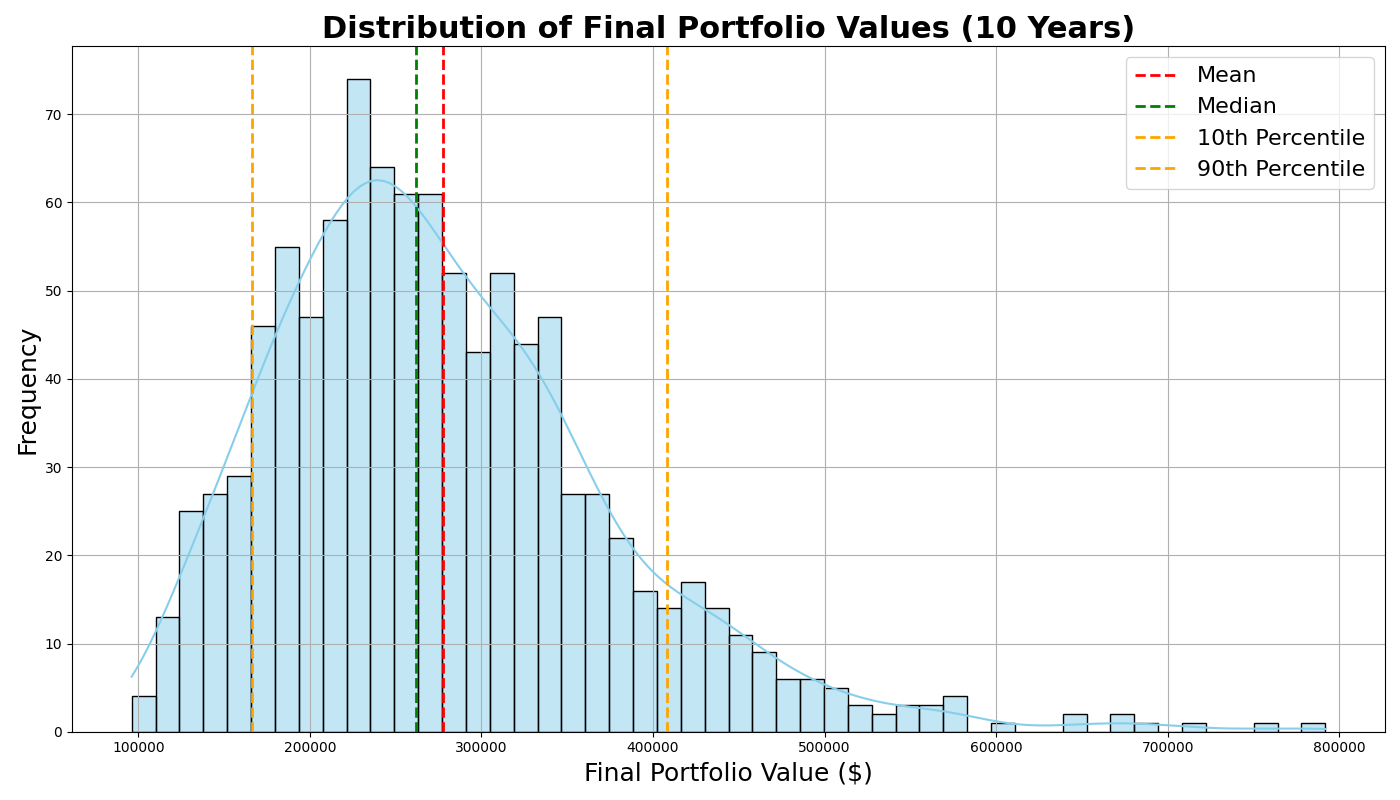 Distribution of Final Portfolio Values (10 Years)
Mean
Median
10th Percentile
90th Percentile
Frequency
70
60
50
40
30
20
10
0
100000 200000 300000 400000 500000 600000 700000 800000
Final Portfolio Value ($)